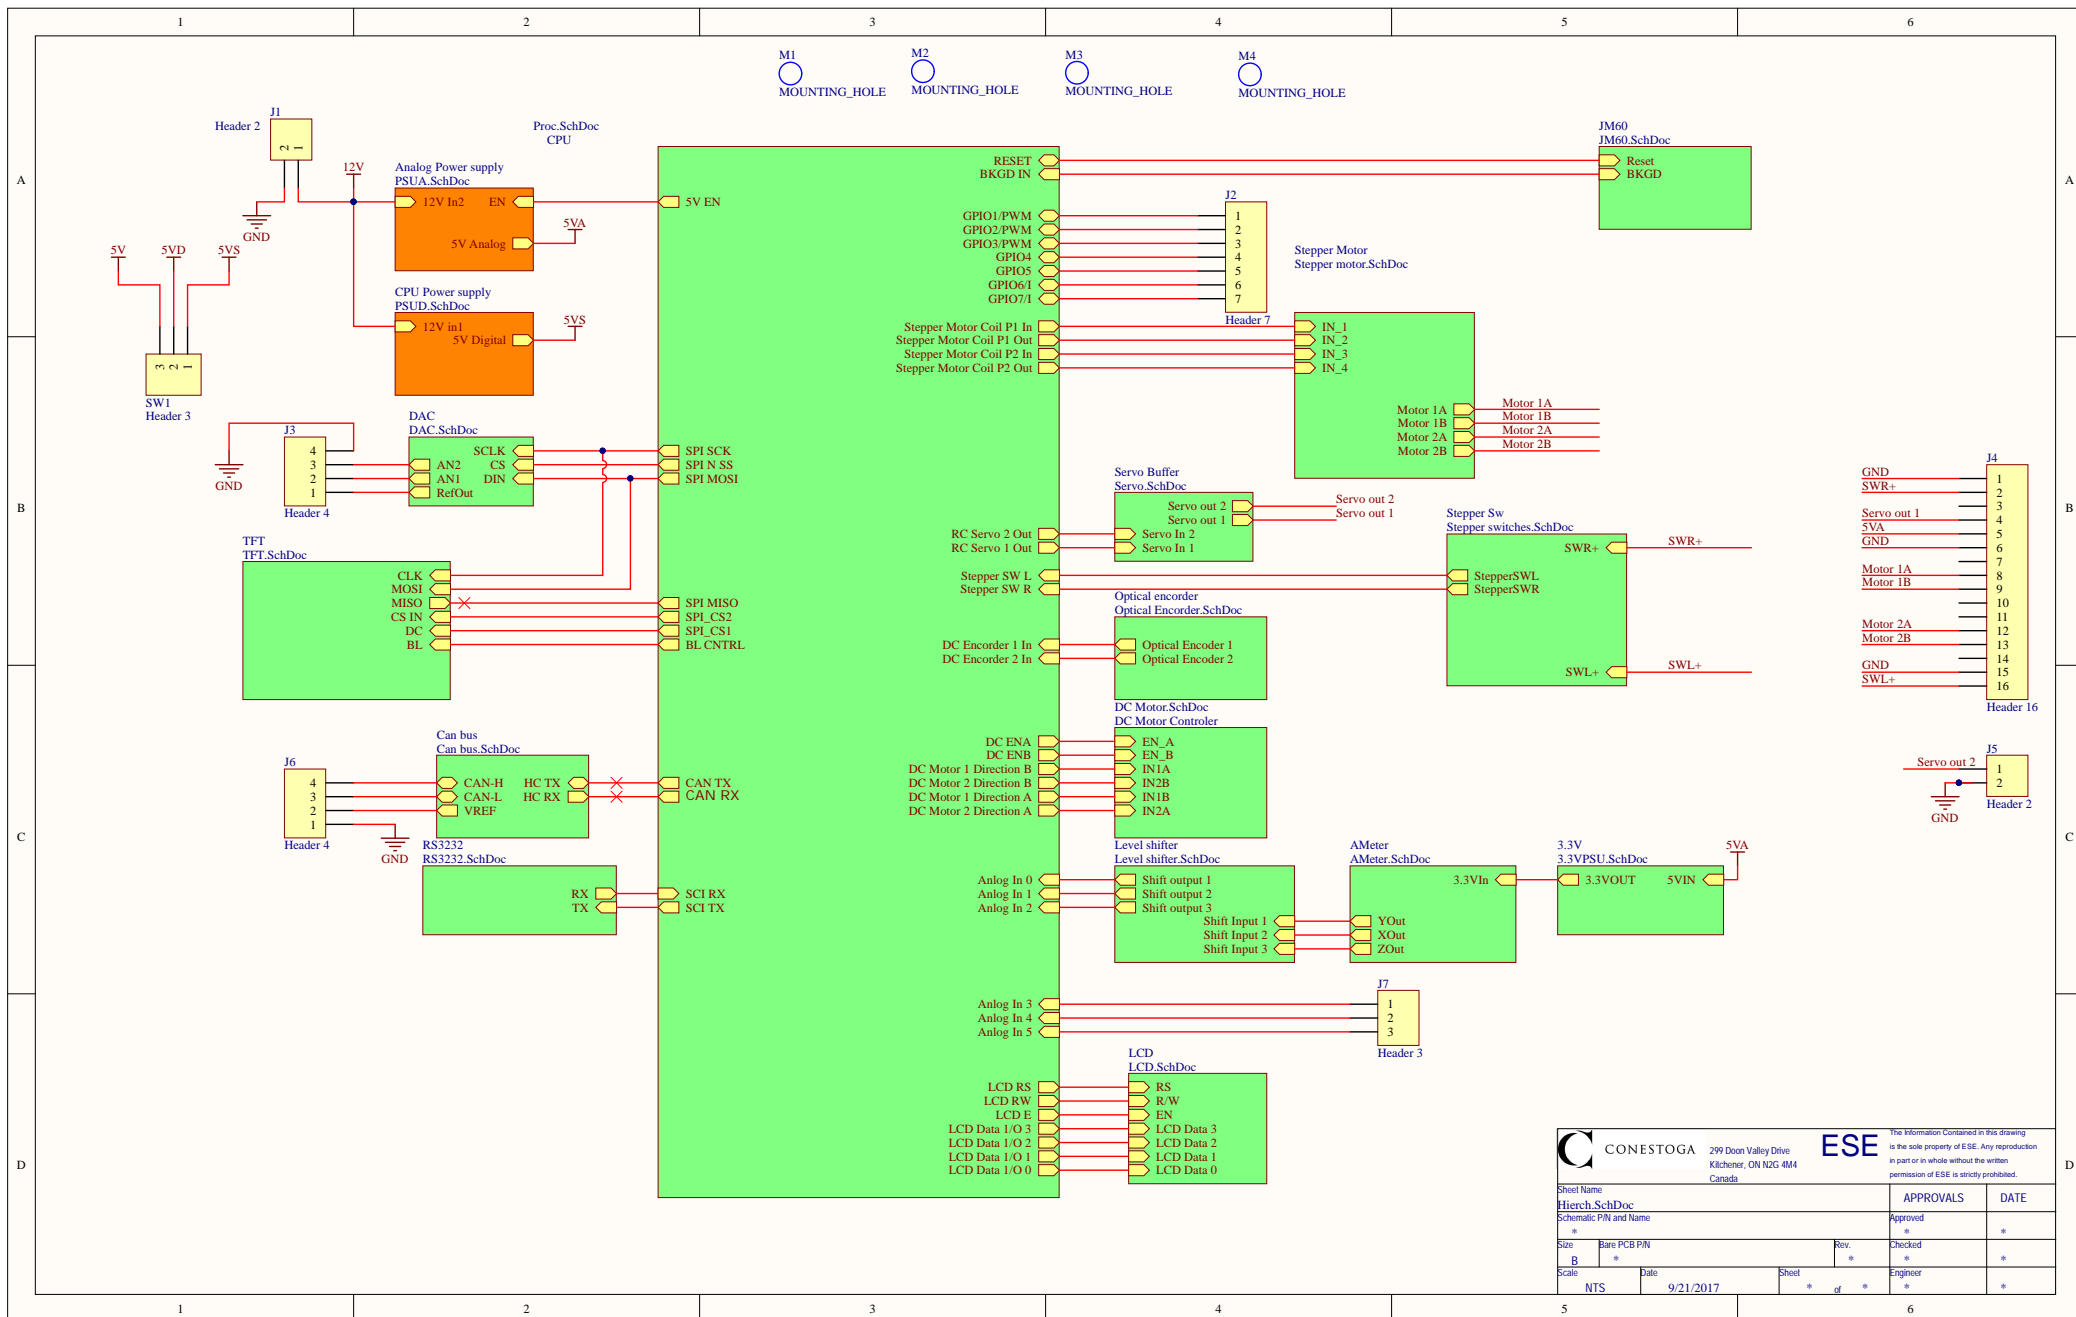 1 2 3 4 5 6
A
B
C
D
A
B
C
D
1 2 3 4 5 6
M1
MOUNTING_HOLE
M2
MOUNTING_HOLE
M3
MOUNTING_HOLE
M4
MOUNTING_HOLE
J1
Header 2
2 1
GND
12V
5V 5VD 5VS
3 2 1
SW1
Header 3
Analog Power supply
PSUA.SchDoc
12V In2 EN
5V Analog
5VA
CPU Power supply
PSUD.SchDoc
12V in1
5V Digital
5VS
J3
4
3
2
1
Header 4
GND
DAC
DAC.SchDoc
SCLK
AN2 CS
AN1 DIN
RefOut
TFT
TFT.SchDoc
CLK
MOSI
MISO
CS IN
DC
BL
J6
4
3
2
1
Header 4
GND
Can bus
Can bus.SchDoc
CAN-H HC TX
CAN-L HC RX
VREF
RS3232
RS3232.SchDoc
RX
TX
Proc.SchDoc
CPU
5V EN
SPI SCK
SPI N SS
SPI MOSI
SPI MISO
SPI_CS2
SPI_CS1
BL CNTRL
CAN TX
CAN RX
SCI RX
SCI TX
RESET
BKGD IN
GPIO1/PWM
GPIO2/PWM
GPIO3/PWM
GPIO4
GPIO5
GPIO6/I
GPIO7/I
Stepper Motor Coil P1 In
Stepper Motor Coil P1 Out
Stepper Motor Coil P2 In
Stepper Motor Coil P2 Out
RC Servo 2 Out
RC Servo 1 Out
Stepper SW L
Stepper SW R
DC Encorder 1 In
DC Encorder 2 In
DC ENA
DC ENB
DC Motor 1 Direction B
DC Motor 2 Direction B
DC Motor 1 Direction A
DC Motor 2 Direction A
Anlog In 0
Anlog In 1
Anlog In 2
Anlog In 3
Anlog In 4
Anlog In 5
LCD RS
LCD RW
LCD E
LCD Data 1/O 3
LCD Data 1/O 2
LCD Data 1/O 1
LCD Data 1/O 0
JM60
JM60.SchDoc
Reset
BKGD
J2
1
2
3
4
5
6
7
Header 7
Stepper Motor
Stepper motor.SchDoc
IN_1
IN_2
IN_3
IN_4
Motor 1A Motor 1A
Motor 1B Motor 1B
Motor 2A Motor 2A
Motor 2B Motor 2B
Servo Buffer
Servo.SchDoc
Servo out 2 Servo out 2
Servo out 1 Servo out 1
Servo In 2
Servo In 1
Stepper Sw
Stepper switches.SchDoc
SWR+ SWR+
StepperSWL
StepperSWR
SWL+ SWL+
Optical encorder
Optical Encorder.SchDoc
Optical Encoder 1
Optical Encoder 2
DC Motor.SchDoc
DC Motor Controler
EN_A
EN_B
IN1A
IN2B
IN1B
IN2A
Level shifter
Level shifter.SchDoc
Shift output 1
Shift output 2
Shift output 3
Shift Input 1
Shift Input 2
Shift Input 3
AMeter
AMeter.SchDoc
3.3VIn
YOut
XOut
ZOut
3.3V
3.3VPSU.SchDoc
3.3VOUT 5VIN
5VA
J7
1
2
3
Header 3
LCD
LCD.SchDoc
RS
R/W
EN
LCD Data 3
LCD Data 2
LCD Data 1
LCD Data 0
J4
GND 1
SWR+ 2
3
Servo out 1 4
5VA 5
GND 6
7
Motor 1A 8
Motor 1B 9
10
11
Motor 2A 12
Motor 2B 13
14
GND 15
SWL+ 16
Header 16
J5
Servo out 2 1
2
GND
Header 2
CONESTOGA
299 Doon Valley Drive
Kitchener, ON N2G 4M4
Canada
ESE
The Information Contained in this drawing
is the sole property of ESE. Any reproduction
in part or in whole without the written
permission of ESE is strictly prohibited.
Sheet Name
Hierch.SchDoc
APPROVALS DATE
Schematic P/N and Name
*
Approved
* *
Size
B
Bare PCB P/N
*
Rev.
*
Checked
* *
Scale
NTS
Date
9/21/2017
Sheet
* of *
Engineer
* *